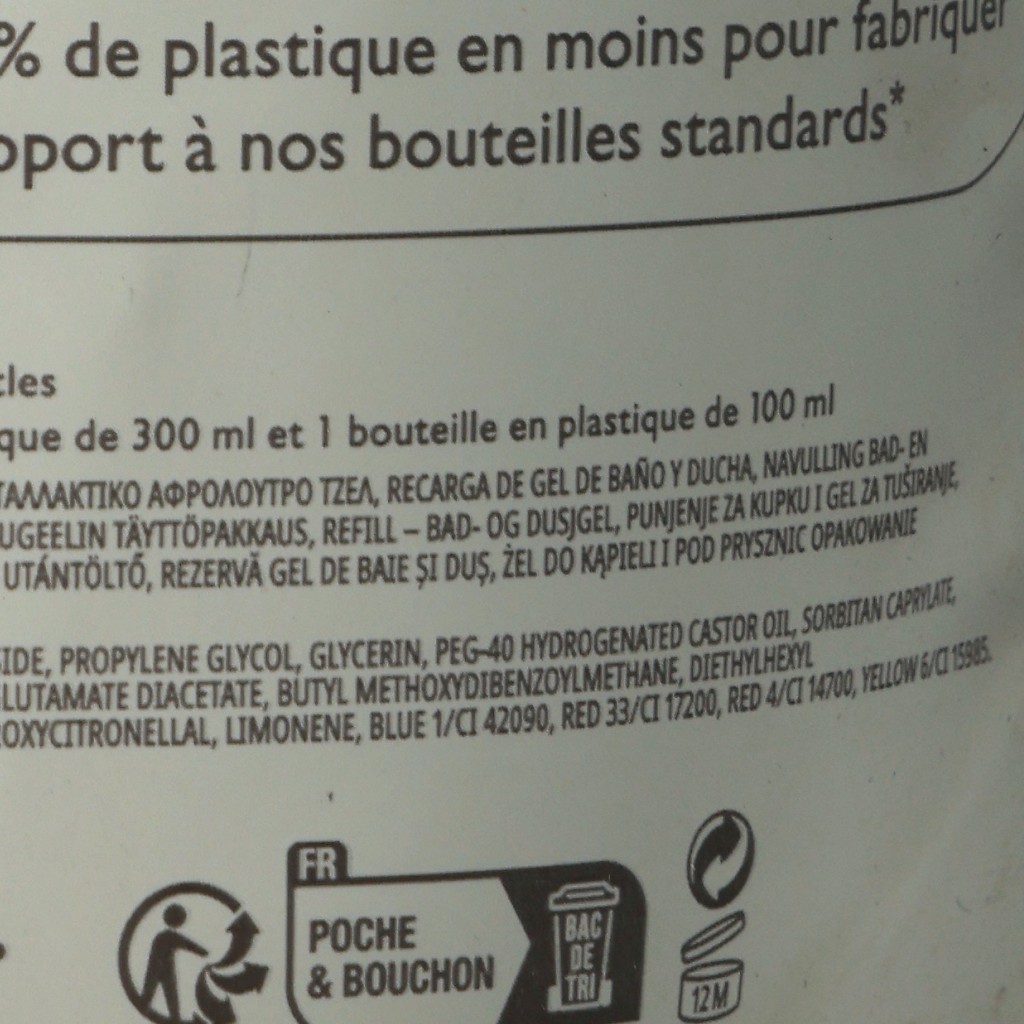 % de plastique en moins pour fabriquer
pport à nos bouteilles standards*
cles
que de 300 ml et 1 bouteille en plastique de 100 ml
ΤΑΛΛΑΚΤΙΚΟ ΑΦΡΟΛΟΥΤΡΟ ΤΖΕΛ, RECARGA DE GEL DE BAÑO Y DUCHA, NAVULLING BAD- EN
UGEELIN TÄYTTÖPAKKAUS, REFILL – BAD- OG DUSJGEL, PUNJENJE ZA KUPKU I GEL ZA TUŠIRANJE,
UTÁNTÖLTŐ, REZERVĂ GEL DE BAIE ȘI DUȘ, ŻEL DO KĄPIELI I POD PRYSZNIC OPAKOWANIE
SIDE, PROPYLENE GLYCOL, GLYCERIN, PEG-40 HYDROGENATED CASTOR OIL, SORBITAN CAPRYLATE,
LUTAMATE DIACETATE, BUTYL METHOXYDIBENZOYLMETHANE, DIETHYLHEXYL
OXYCITRONELLAL, LIMONENE, BLUE 1/CI 42090, RED 33/CI 17200, RED 4/CI 14700, YELLOW 6/CI 15985.
FR
POCHE
& BOUCHON
BAC
DE
TRI
12 M